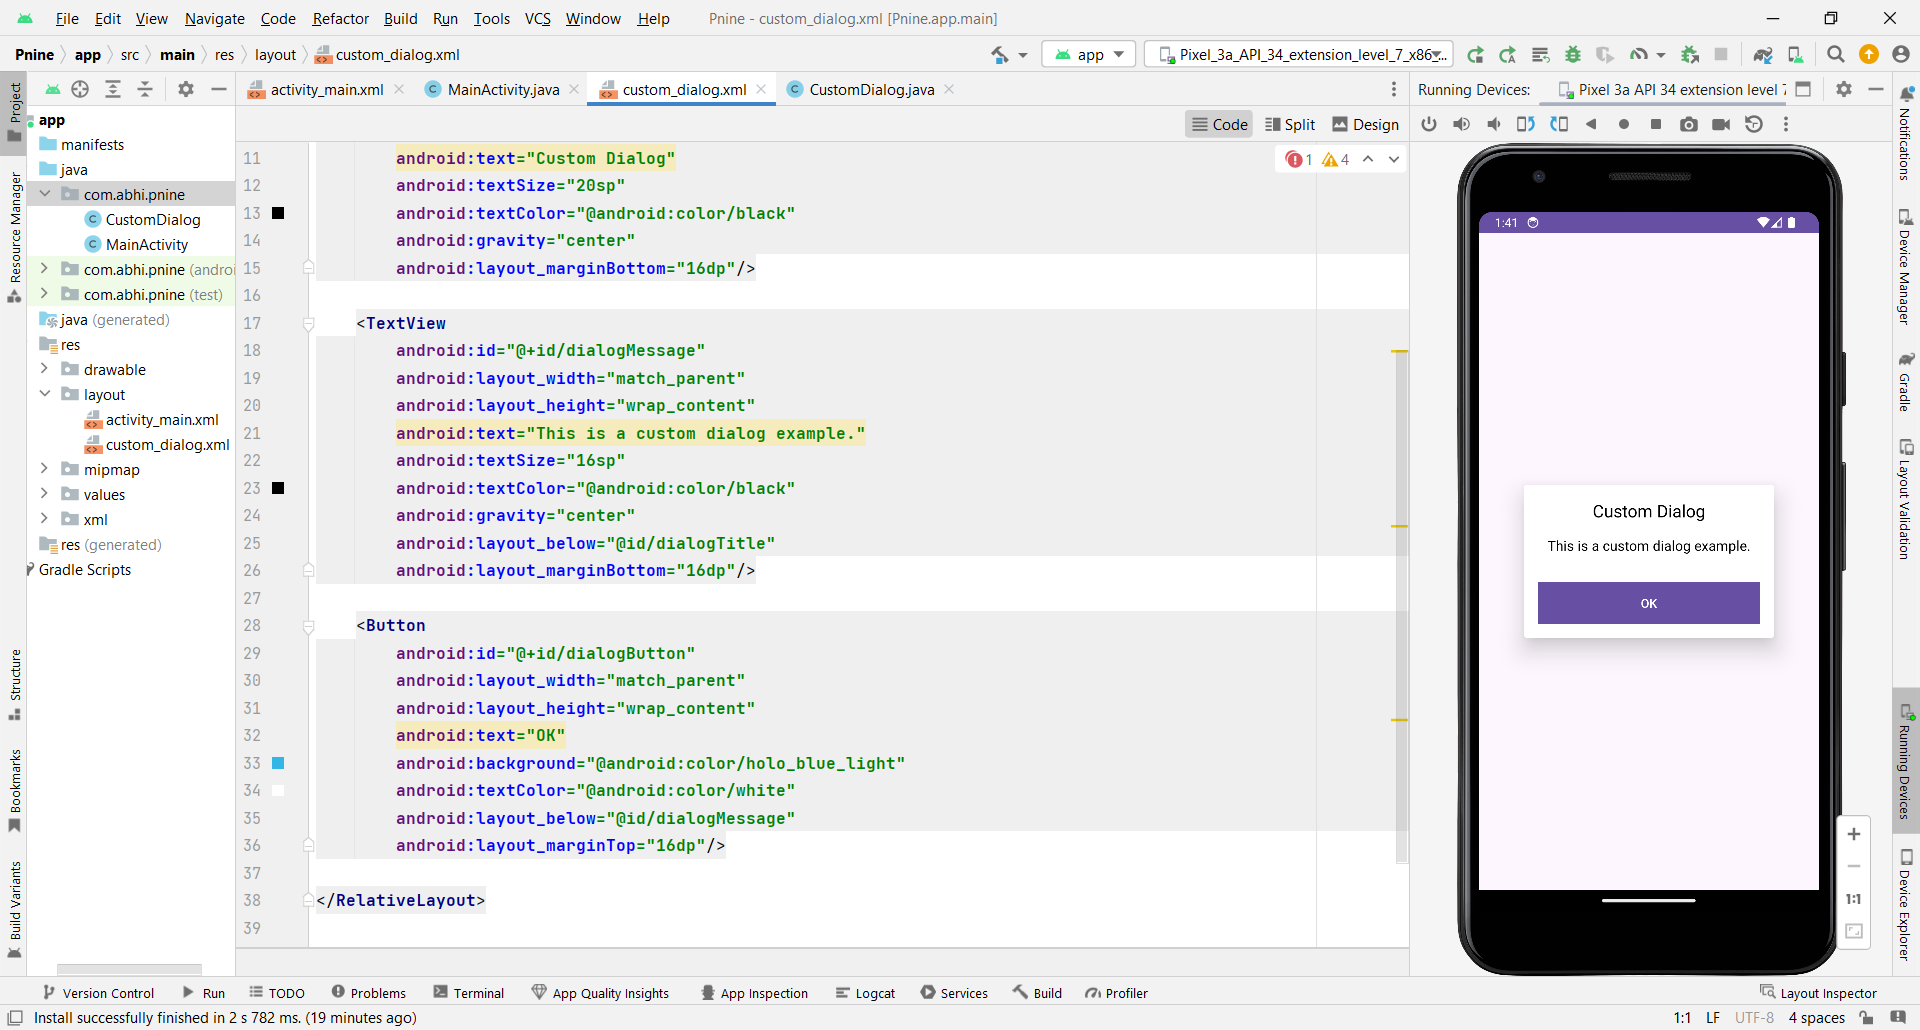 File Edit View Navigate Code Refactor Build Run Tools VCS Window Help Pnine - custom_dialog.xml [Pnine.app.main]
Pnine app src main res layout custom_dialog.xml app Pixel_3a_API_34_extension_level_7_x86_...
activity_main.xml MainActivity.java custom_dialog.xml CustomDialog.java Running Devices: Pixel 3a API 34 extension level 7
Code Split Design
Project
Resource Manager
Structure
Bookmarks
Build Variants
app
manifests
java
com.abhi.pnine
CustomDialog
MainActivity
com.abhi.pnine (androi
com.abhi.pnine (test)
java (generated)
res
drawable
layout
activity_main.xml
custom_dialog.xml
mipmap
values
xml
res (generated)
Gradle Scripts
1 4
11 android:text="Custom Dialog"
12 android:textSize="20sp"
13 android:textColor="@android:color/black"
14 android:gravity="center"
15 android:layout_marginBottom="16dp"/>
16
17 <TextView
18 android:id="@+id/dialogMessage"
19 android:layout_width="match_parent"
20 android:layout_height="wrap_content"
21 android:text="This is a custom dialog example."
22 android:textSize="16sp"
23 android:textColor="@android:color/black"
24 android:gravity="center"
25 android:layout_below="@id/dialogTitle"
26 android:layout_marginBottom="16dp"/>
27
28 <Button
29 android:id="@+id/dialogButton"
30 android:layout_width="match_parent"
31 android:layout_height="wrap_content"
32 android:text="OK"
33 android:background="@android:color/holo_blue_light"
34 android:textColor="@android:color/white"
35 android:layout_below="@id/dialogMessage"
36 android:layout_marginTop="16dp"/>
37
38 </RelativeLayout>
39
1:41
Custom Dialog
This is a custom dialog example.
OK
1:1
Notifications
Device Manager
Gradle
Layout Validation
Running Devices
Device Explorer
Version Control Run TODO Problems Terminal App Quality Insights App Inspection Logcat Services Build Profiler Layout Inspector
Install successfully finished in 2 s 782 ms. (19 minutes ago) 1:1 LF UTF-8 4 spaces